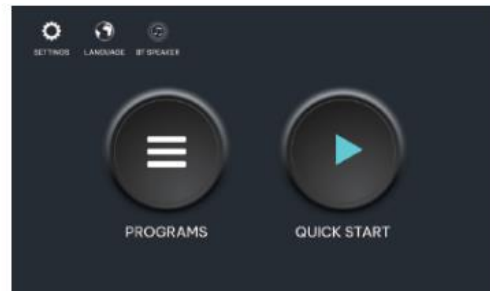 SETTINGS LANGUAGE BT SPEAKER
PROGRAMS QUICK START